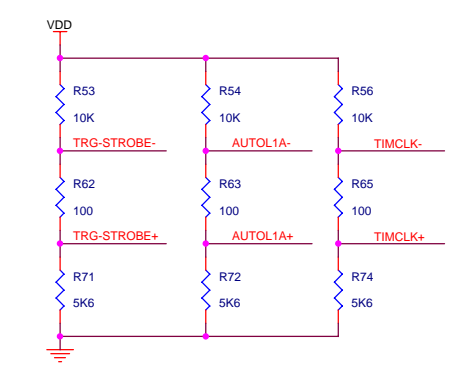 VDD
R53 R54 R56
10K 10K 10K
TRG-STROBE- AUTOL1A- TIMCLK-
R62 R63 R65
100 100 100
TRG-STROBE+ AUTOL1A+ TIMCLK+
R71 R72 R74
5K6 5K6 5K6